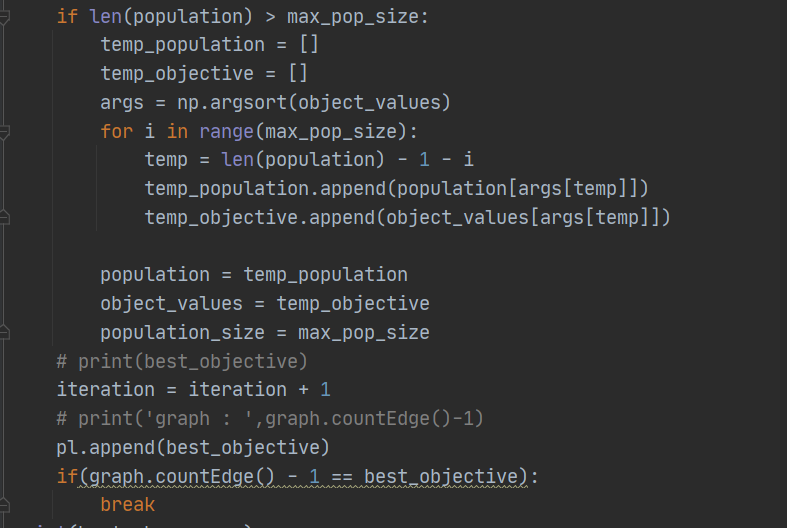 if len(population) > max_pop_size:
    temp_population = []
    temp_objective = []
    args = np.argsort(object_values)
    for i in range(max_pop_size):
        temp = len(population) - 1 - i
        temp_population.append(population[args[temp]])
        temp_objective.append(object_values[args[temp]])
    population = temp_population
    object_values = temp_objective
    population_size = max_pop_size
# print(best_objective)
iteration = iteration + 1
# print('graph : ',graph.countEdge()-1)
pl.append(best_objective)
if(graph.countEdge() - 1 == best_objective):
    break